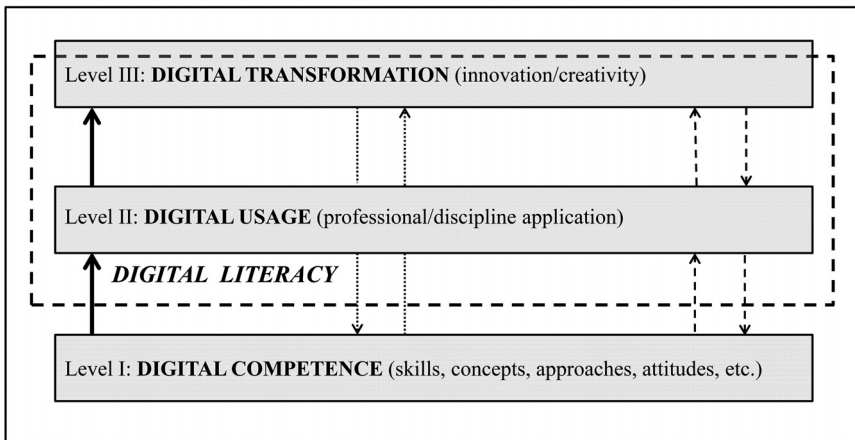 Level III: DIGITAL TRANSFORMATION (innovation/creativity)
Level II: DIGITAL USAGE (professional/discipline application)
DIGITAL LITERACY
Level I: DIGITAL COMPETENCE (skills, concepts, approaches, attitudes, etc.)